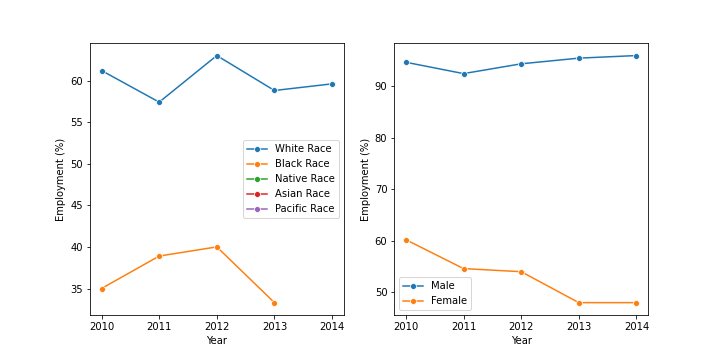 60
55
50
45
40
35
Employment (%)
2010 2011 2012 2013 2014
Year
White Race
Black Race
Native Race
Asian Race
Pacific Race
90
80
70
60
50
Employment (%)
2010 2011 2012 2013 2014
Year
Male
Female